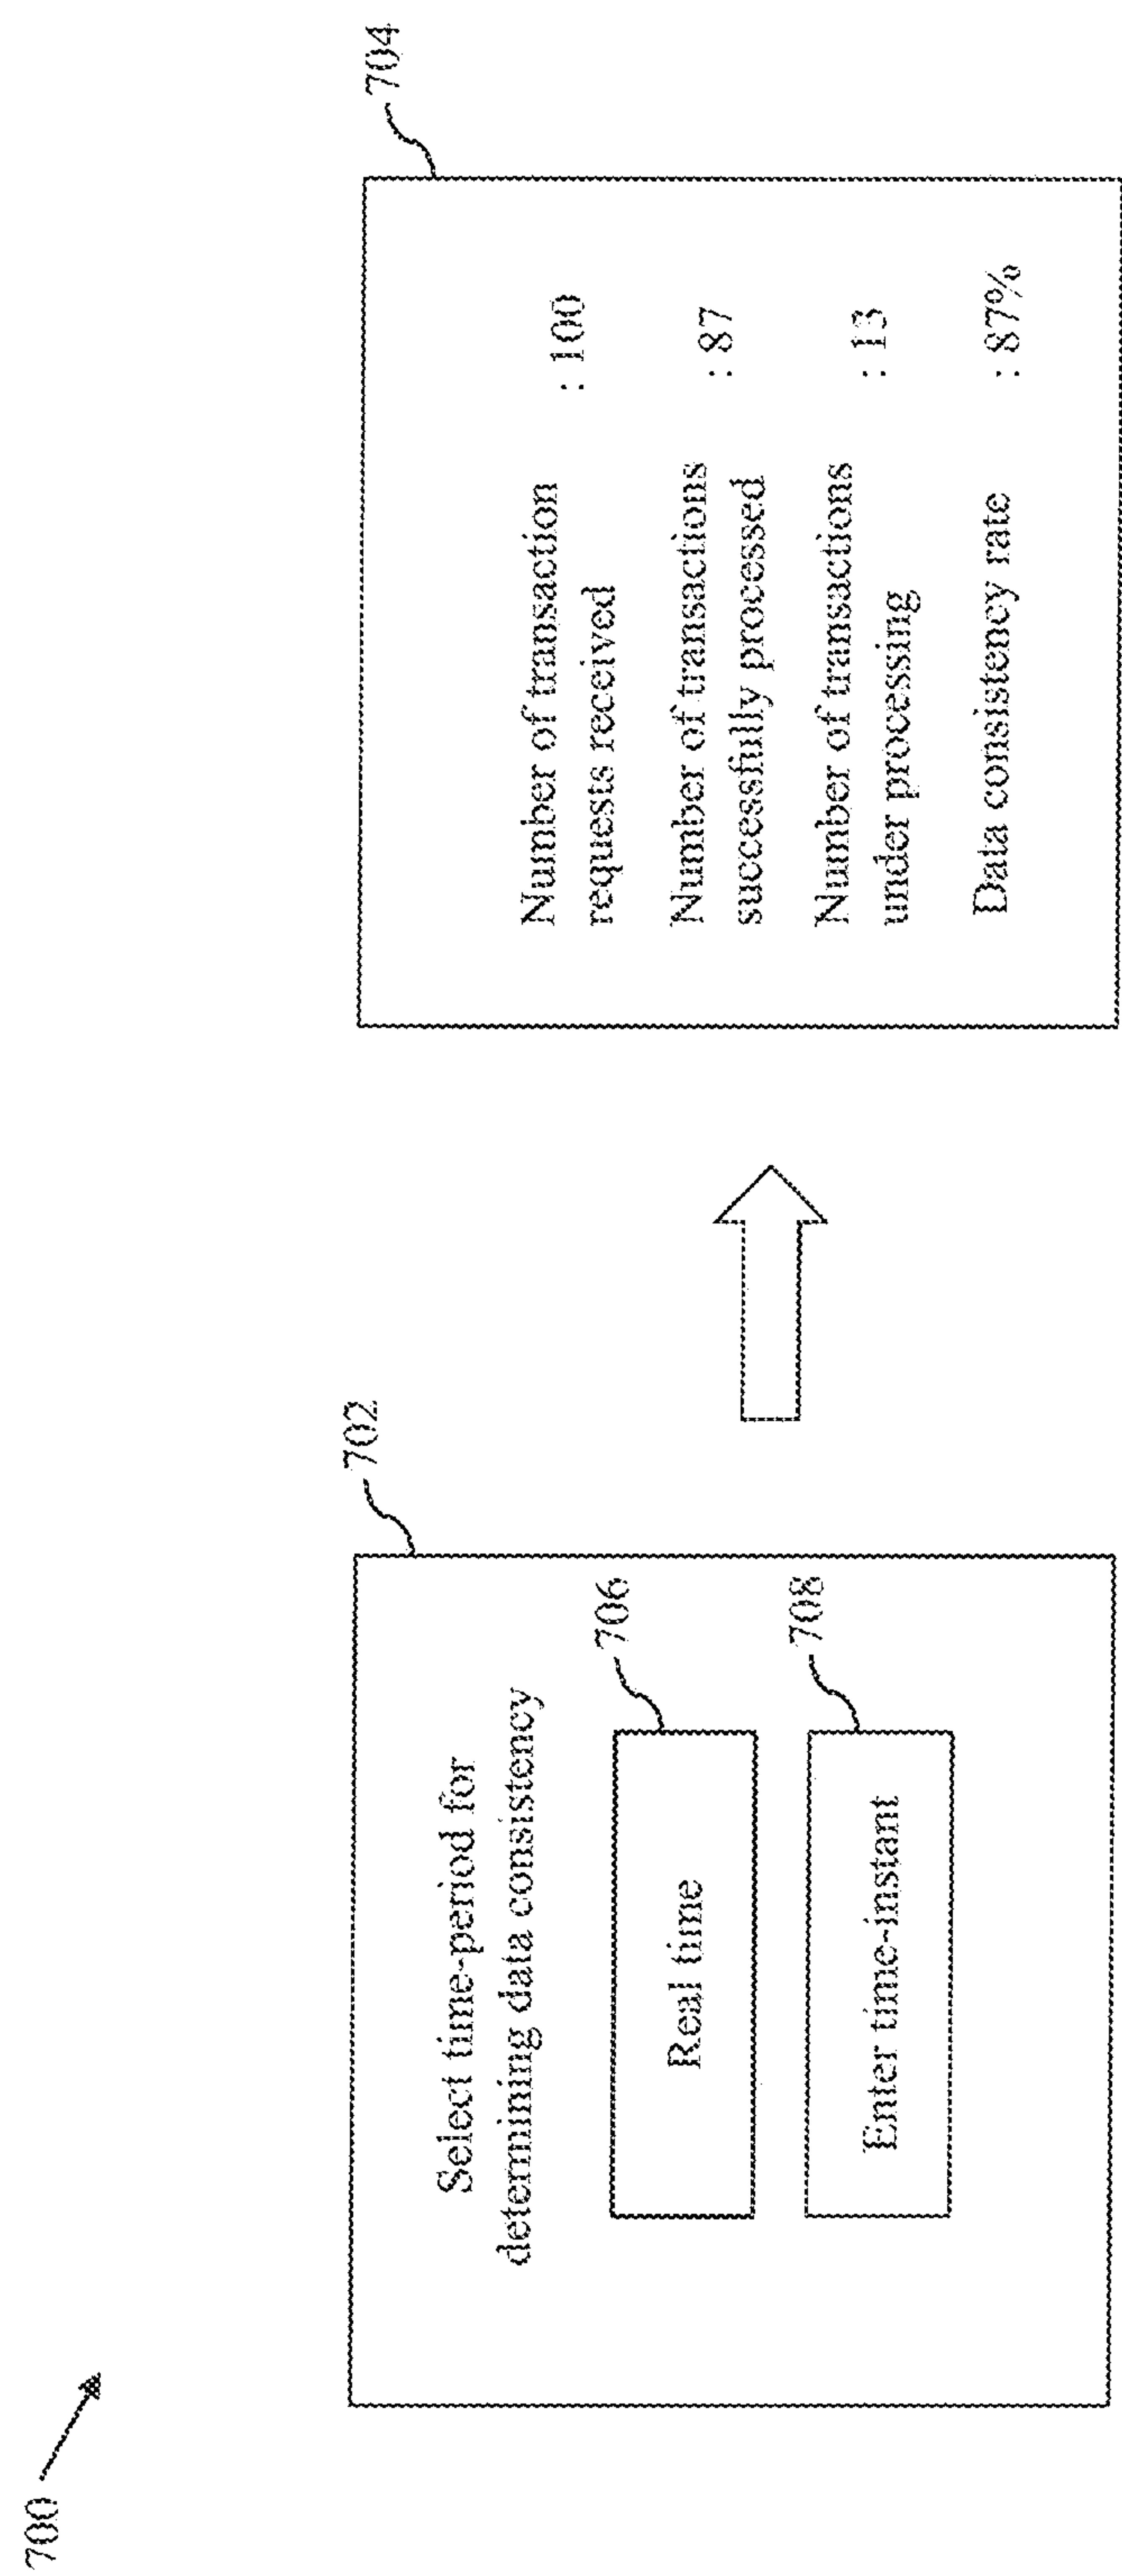 700
702
Select time-period for
determining data consistency
706
Real time
708
Enter time-instant
704
Number of transaction
requests received : 100
Number of transactions
successfully processed : 87
Number of transactions
under processing : 13
Data consistency rate : 87%